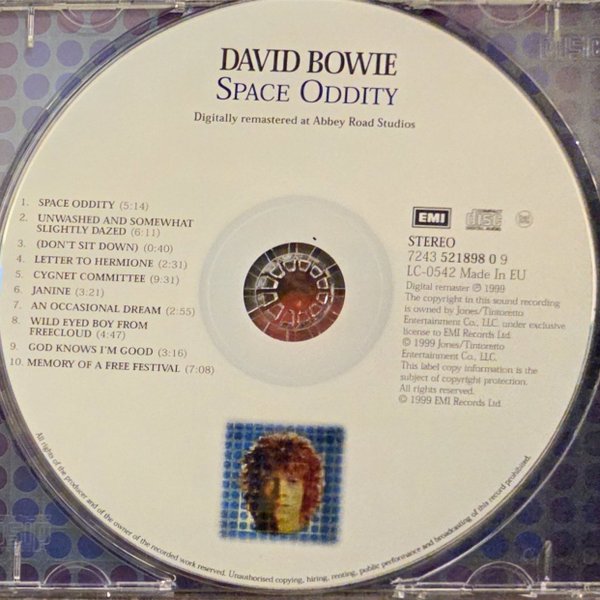 DAVID BOWIE
SPACE ODDITY
Digitally remastered at Abbey Road Studios
1. SPACE ODDITY (5:14)
2. UNWASHED AND SOMEWHAT
SLIGHTLY DAZED (6:11)
3. (DON'T SIT DOWN) (0:40)
4. LETTER TO HERMIONE (2:31)
5. CYGNET COMMITTEE (9:31)
6. JANINE (3:21)
7. AN OCCASIONAL DREAM (2:55)
8. WILD EYED BOY FROM
FREECLOUD (4:47)
9. GOD KNOWS I'M GOOD (3:16)
10. MEMORY OF A FREE FESTIVAL (7:08)
EMI
disc
STEREO
7243 521898 0 9
LC-0542 Made In EU
Digital remaster ℗ 1999
The copyright in this sound recording
is owned by Jones/Tintoretto
Entertainment Co., LLC. under exclusive
license to EMI Records Ltd.
© 1999 Jones/Tintoretto
Entertainment Co., LLC.
This label copy information is the
subject of copyright protection.
All rights reserved.
© 1999 EMI Records Ltd.
All rights of the producer and of the owner of the recorded work reserved. Unauthorised copying, hiring, renting, public performance and broadcasting of this record prohibited.